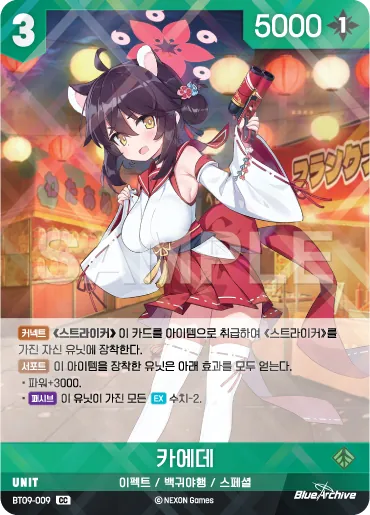 3
5000 1
スランクラ
SAMPLE
커넥트 《스트라이커》 이 카드를 아이템으로 취급하여 〈스트라이커〉를
가진 자신 유닛에 장착한다.
서포트 이 아이템을 장착한 유닛은 아래 효과를 모두 얻는다.
• 파워+3000.
• 패시브 이 유닛이 가진 모든 EX 수치-2.
카에데
UNIT
이펙트 / 백귀야행 / 스페셜
BT09-009 CC
© NEXON Games
BlueArchive